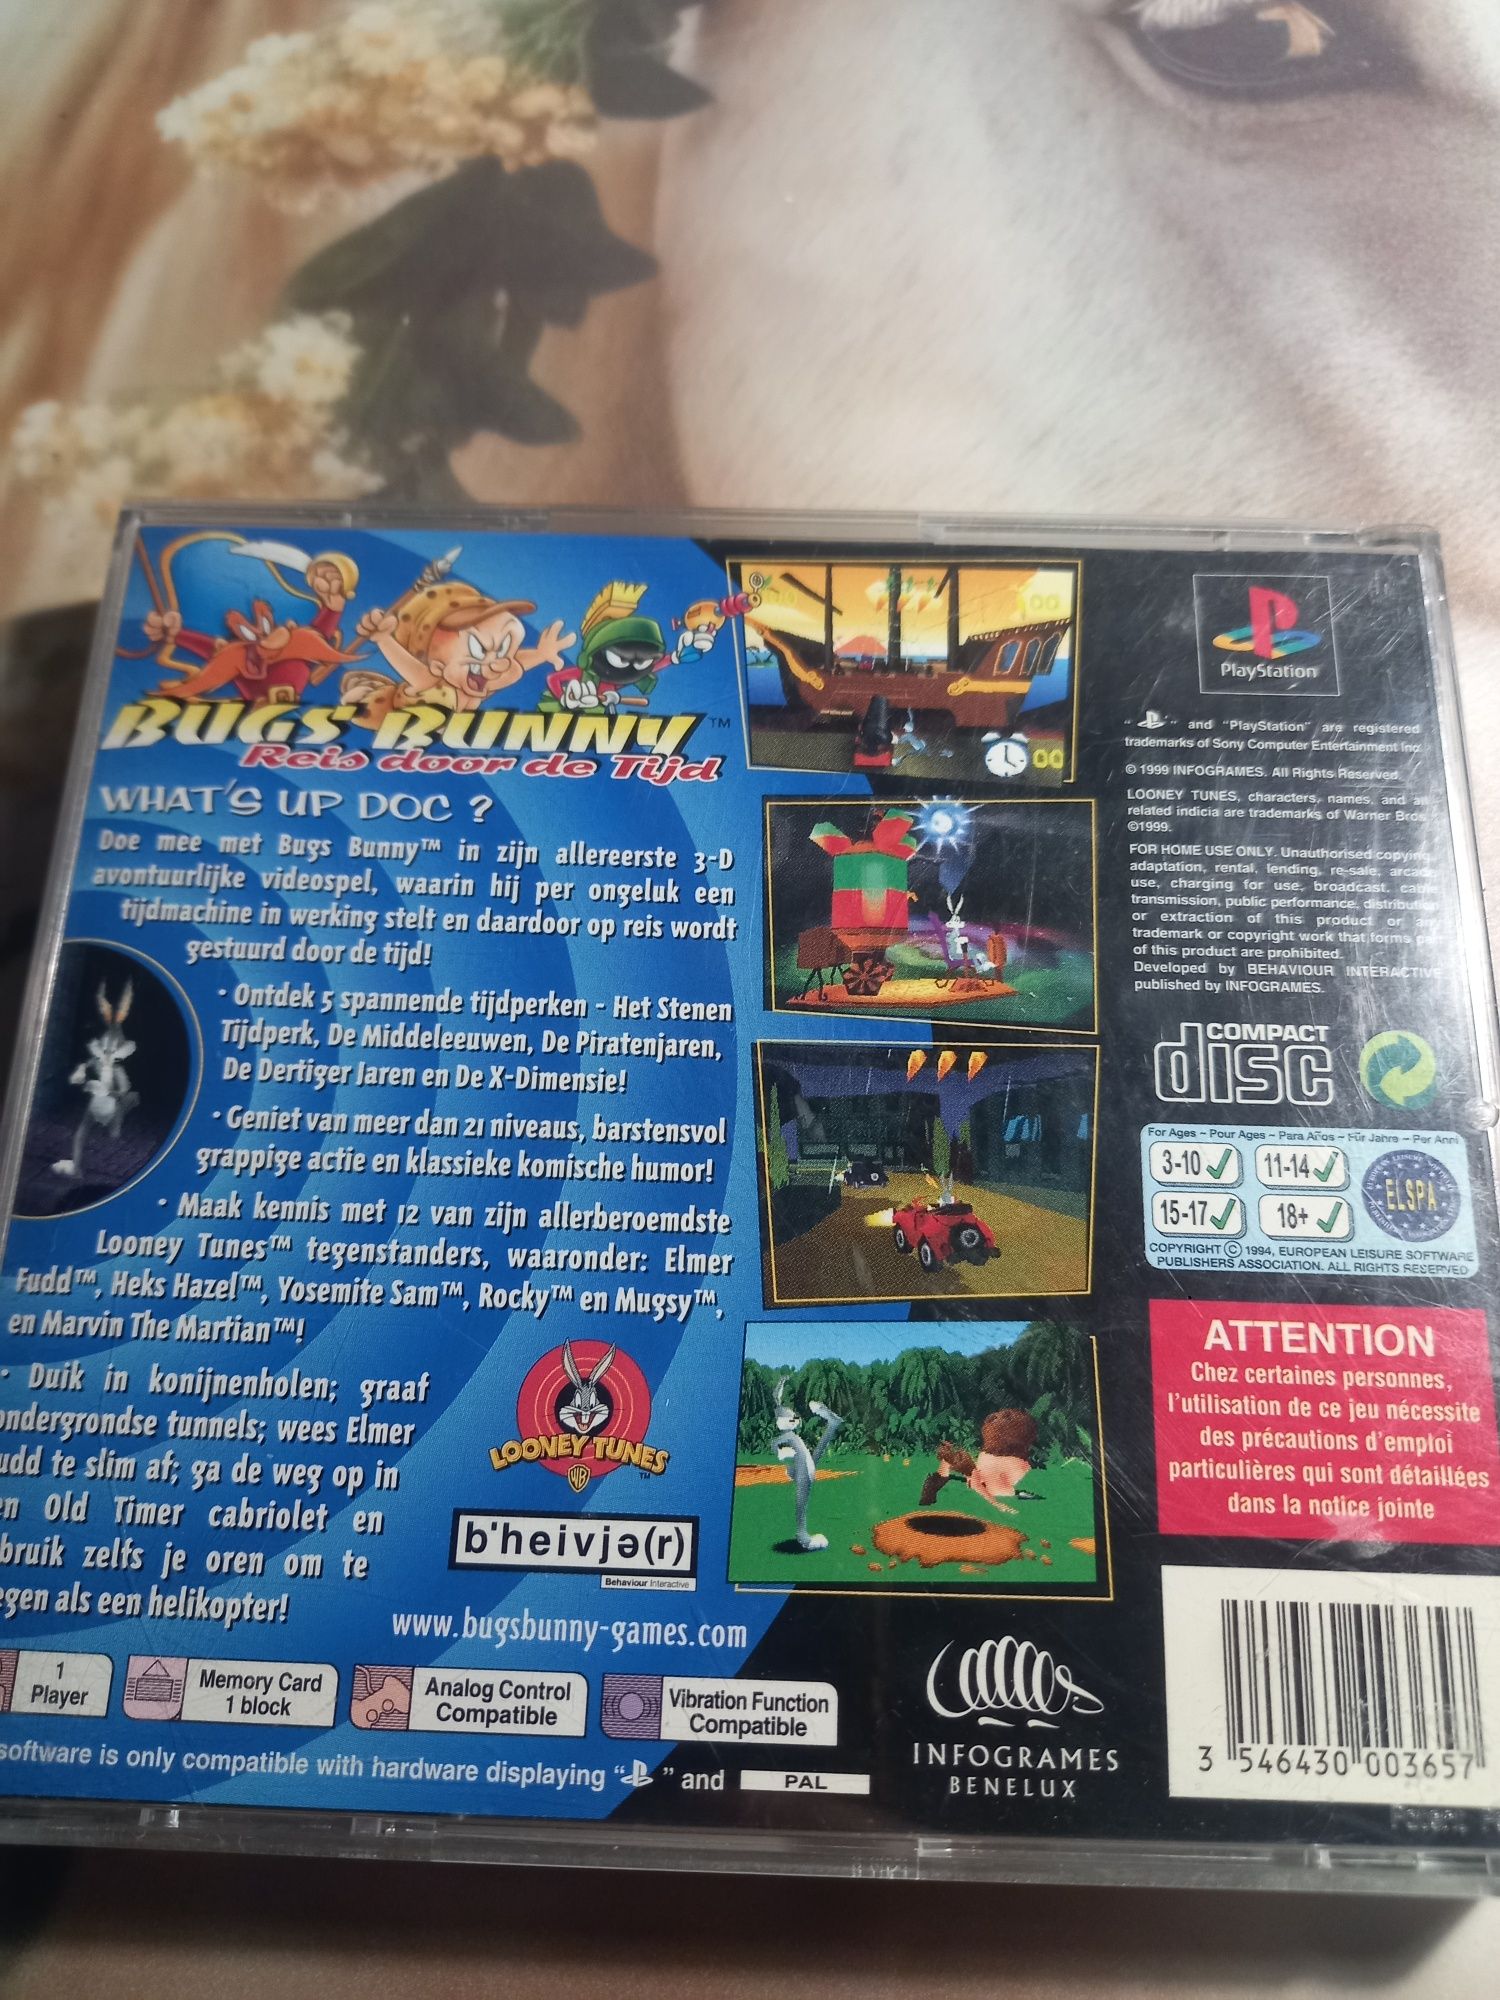 BUGS BUNNY™
Reis door de Tijd
WHAT'S UP DOC ?
Doe mee met Bugs Bunny™ in zijn allereerste 3-D
avontuurlijke videospel, waarin hij per ongeluk een
tijdmachine in werking stelt en daardoor op reis wordt
gestuurd door de tijd!
• Ontdek 5 spannende tijdperken - Het Stenen
Tijdperk, De Middeleeuwen, De Piratenjaren,
De Dertiger Jaren en De X-Dimensie!
• Geniet van meer dan 21 niveaus, barstensvol
grappige actie en klassieke komische humor!
• Maak kennis met 12 van zijn allerberoemdste
Looney Tunes™ tegenstanders, waaronder: Elmer
Fudd™, Heks Hazel™, Yosemite Sam™, Rocky™ en Mugsy™,
en Marvin The Martian™!
• Duik in konijnenholen; graaf
ondergrondse tunnels; wees Elmer
udd te slim af; ga de weg op in
en Old Timer cabriolet en
bruik zelfs je oren om te
egen als een helikopter!
LOONEY TUNES™
WB
b'heivjə(r)
Behaviour Interactive
www.bugsbunny-games.com
1
Player
Memory Card
1 block
Analog Control
Compatible
Vibration Function
Compatible
software is only compatible with hardware displaying " " and PAL
00
00
INFOGRAMES
BENELUX
PlayStation
" " and "PlayStation" are registered
trademarks of Sony Computer Entertainment Inc.
© 1999 INFOGRAMES. All Rights Reserved.
LOONEY TUNES, characters, names, and all
related indicia are trademarks of Warner Bros
©1999.
FOR HOME USE ONLY. Unauthorised copying,
adaptation, rental, lending, re-sale, arcade
use, charging for use, broadcast, cable
transmission, public performance, distribution
or extraction of this product or any
trademark or copyright work that forms part
of this product are prohibited.
Developed by BEHAVIOUR INTERACTIVE
published by INFOGRAMES.
COMPACT
disc
For Ages ~ Pour Ages ~ Para Años ~ Für Jahre ~ Per Anni
3-10 11-14
15-17 18+
ELSPA
COPYRIGHT © 1994, EUROPEAN LEISURE SOFTWARE
PUBLISHERS ASSOCIATION. ALL RIGHTS RESERVED
ATTENTION
Chez certaines personnes,
l'utilisation de ce jeu nécessite
des précautions d'emploi
particulières qui sont détaillées
dans la notice jointe
3 546430 003657